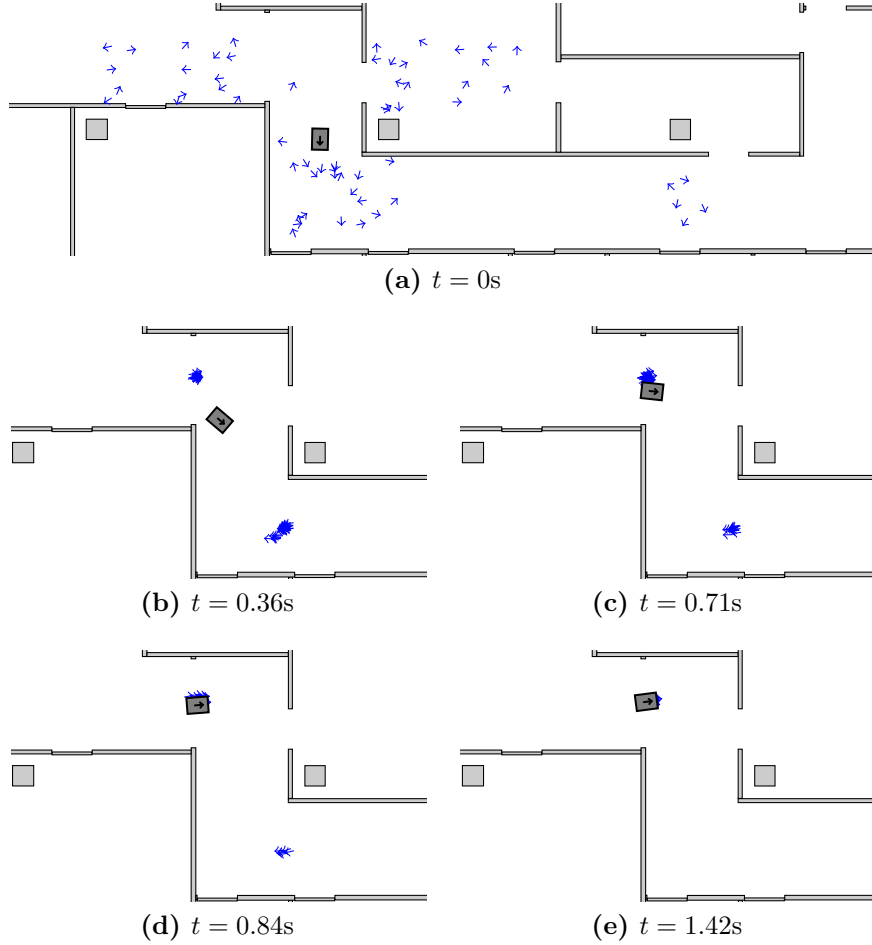 (a) t = 0s
(b) t = 0.36s
(c) t = 0.71s
(d) t = 0.84s
(e) t = 1.42s